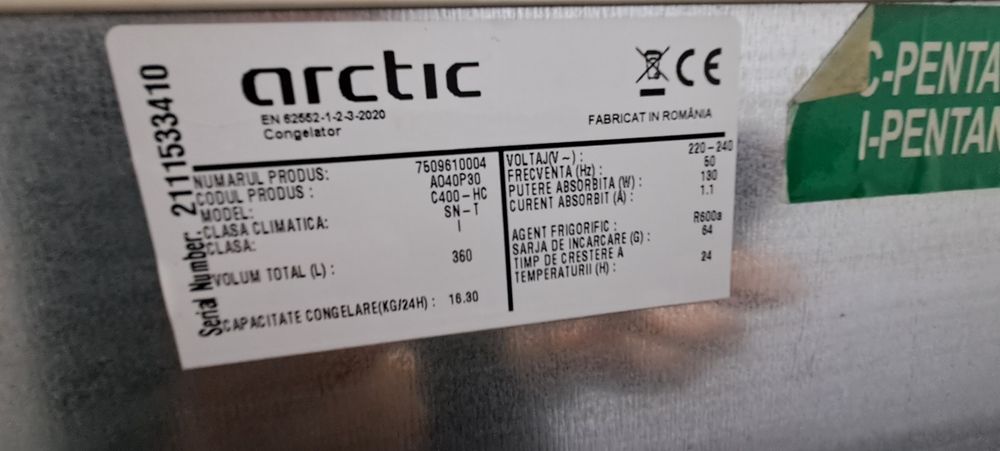 arctic
CE
EN 62552-1-2-3-2020
Congelator
FABRICAT IN ROMÂNIA
Serial Number: 2111533410
NUMARUL PRODUS: 7509610004
CODUL PRODUS : A040P30
MODEL: C400-HC
CLASA CLIMATICA: SN-T
CLASA: I
VOLUM TOTAL (L) : 360
CAPACITATE CONGELARE(KG/24H) : 16.30
VOLTAJ(V ~) : 220-240
FRECVENTA (Hz) : 50
PUTERE ABSORBITA (W) : 130
CURENT ABSORBIT (A) : 1.1
AGENT FRIGORIFIC : R600a
SARJA DE INCARCARE (G) : 64
TIMP DE CRESTERE A
TEMPERATURII (H) : 24
C-PENTA
I-PENTAN